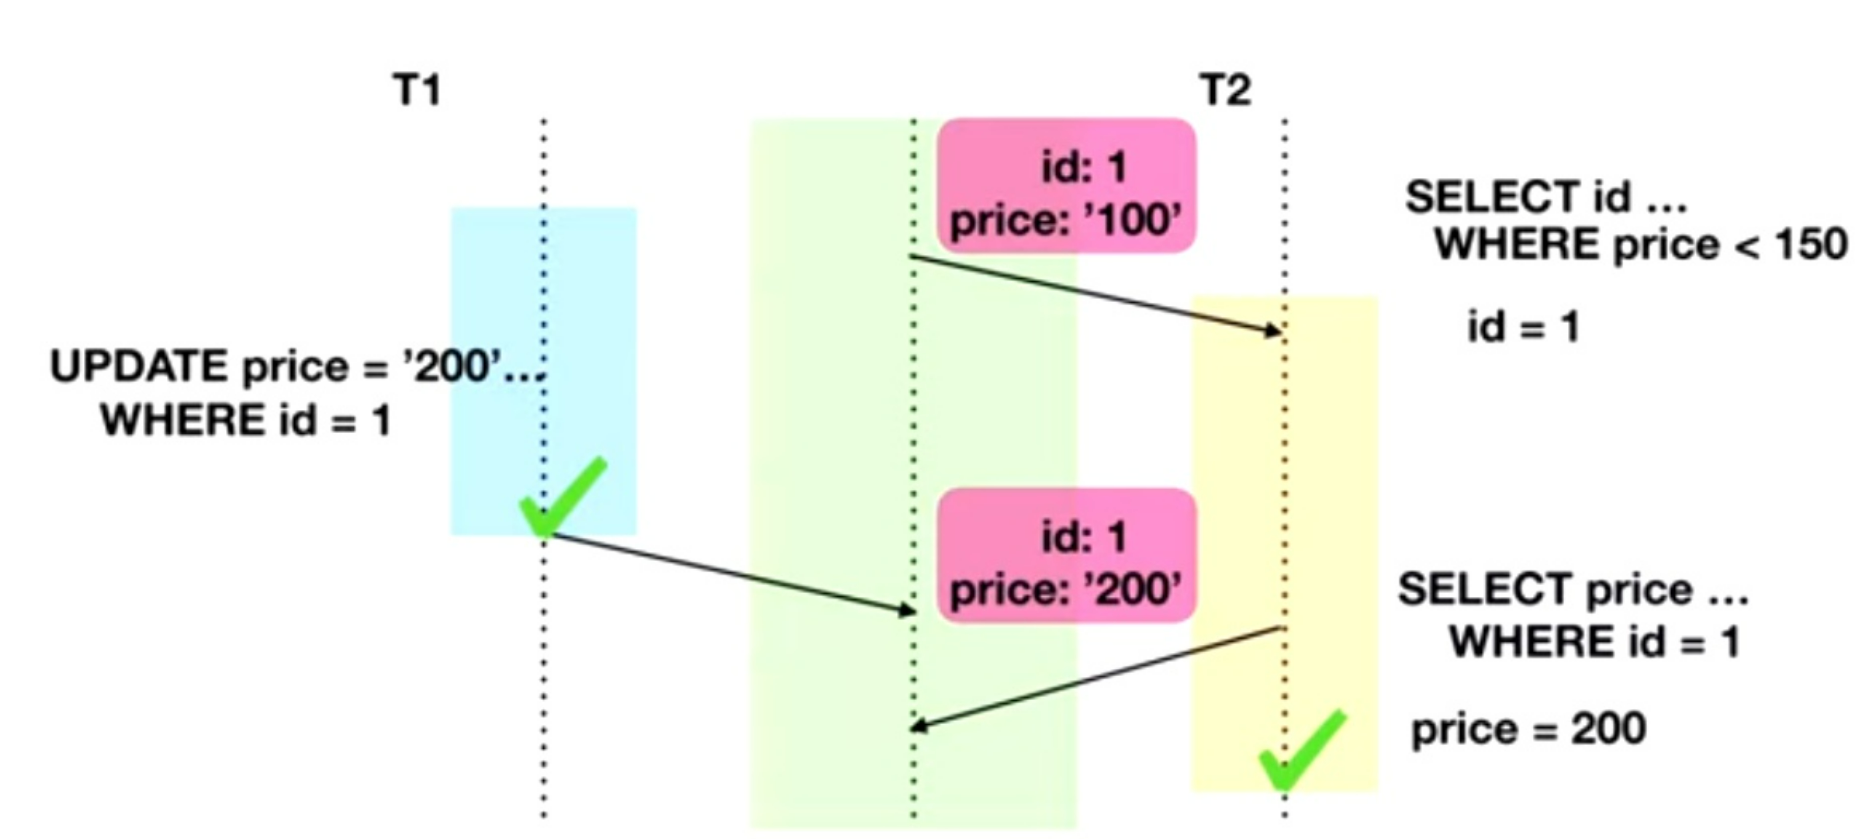 T1
T2
id: 1
price: ’100’
SELECT id ...
WHERE price < 150
id = 1
UPDATE price = ’200’...
WHERE id = 1
id: 1
price: ’200’
SELECT price ...
WHERE id = 1
price = 200